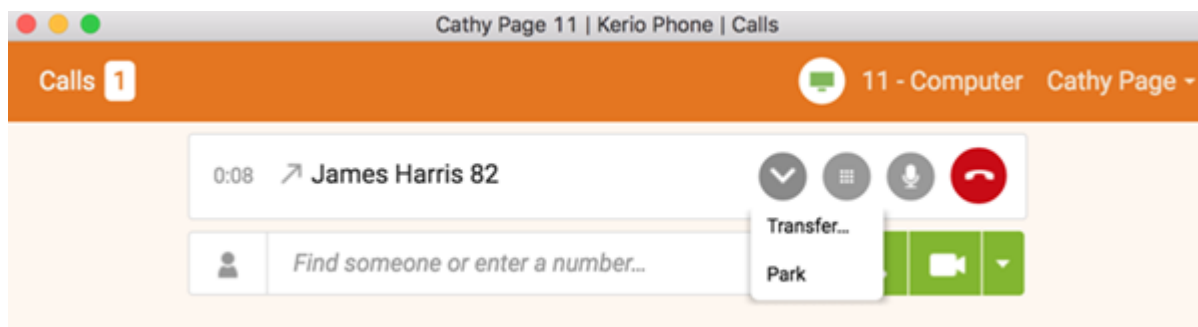 Cathy Page 11 | Kerio Phone | Calls
Calls 1 11 - Computer Cathy Page
0:08 James Harris 82
Transfer...
Find someone or enter a number...
Park